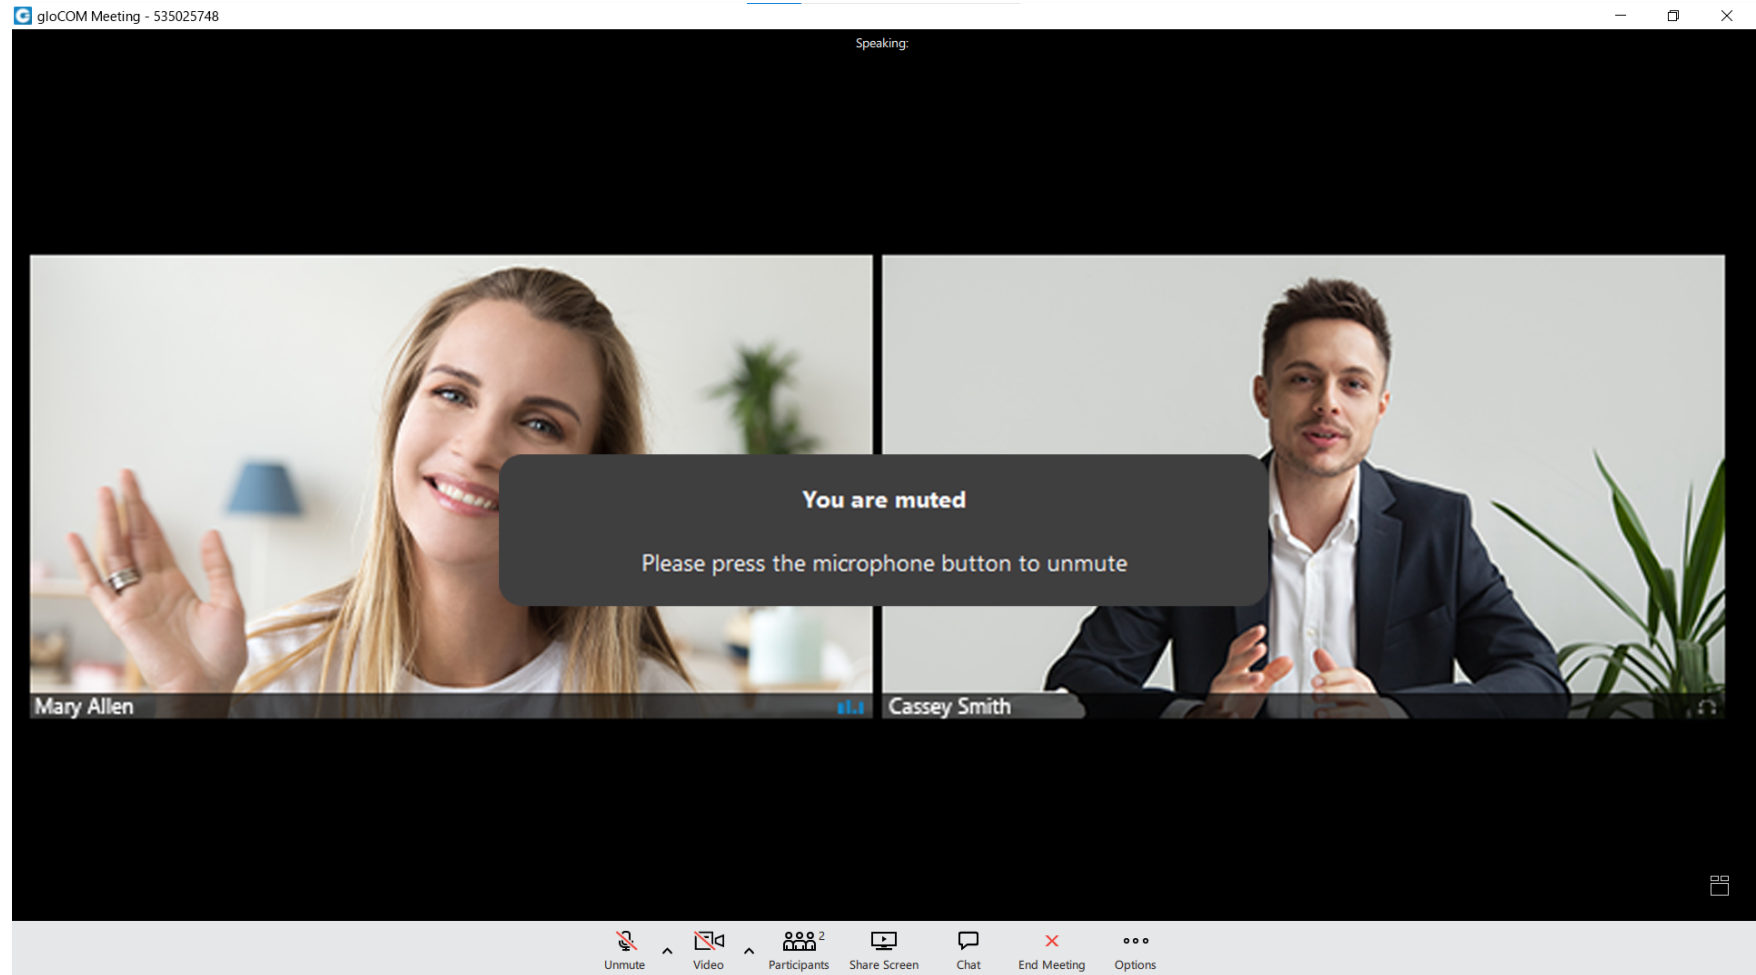 gloCOM Meeting - 535025748
Speaking:
You are muted
Please press the microphone button to unmute
Mary Allen
Cassey Smith
2
Unmute
Video
Participants
Share Screen
Chat
End Meeting
Options